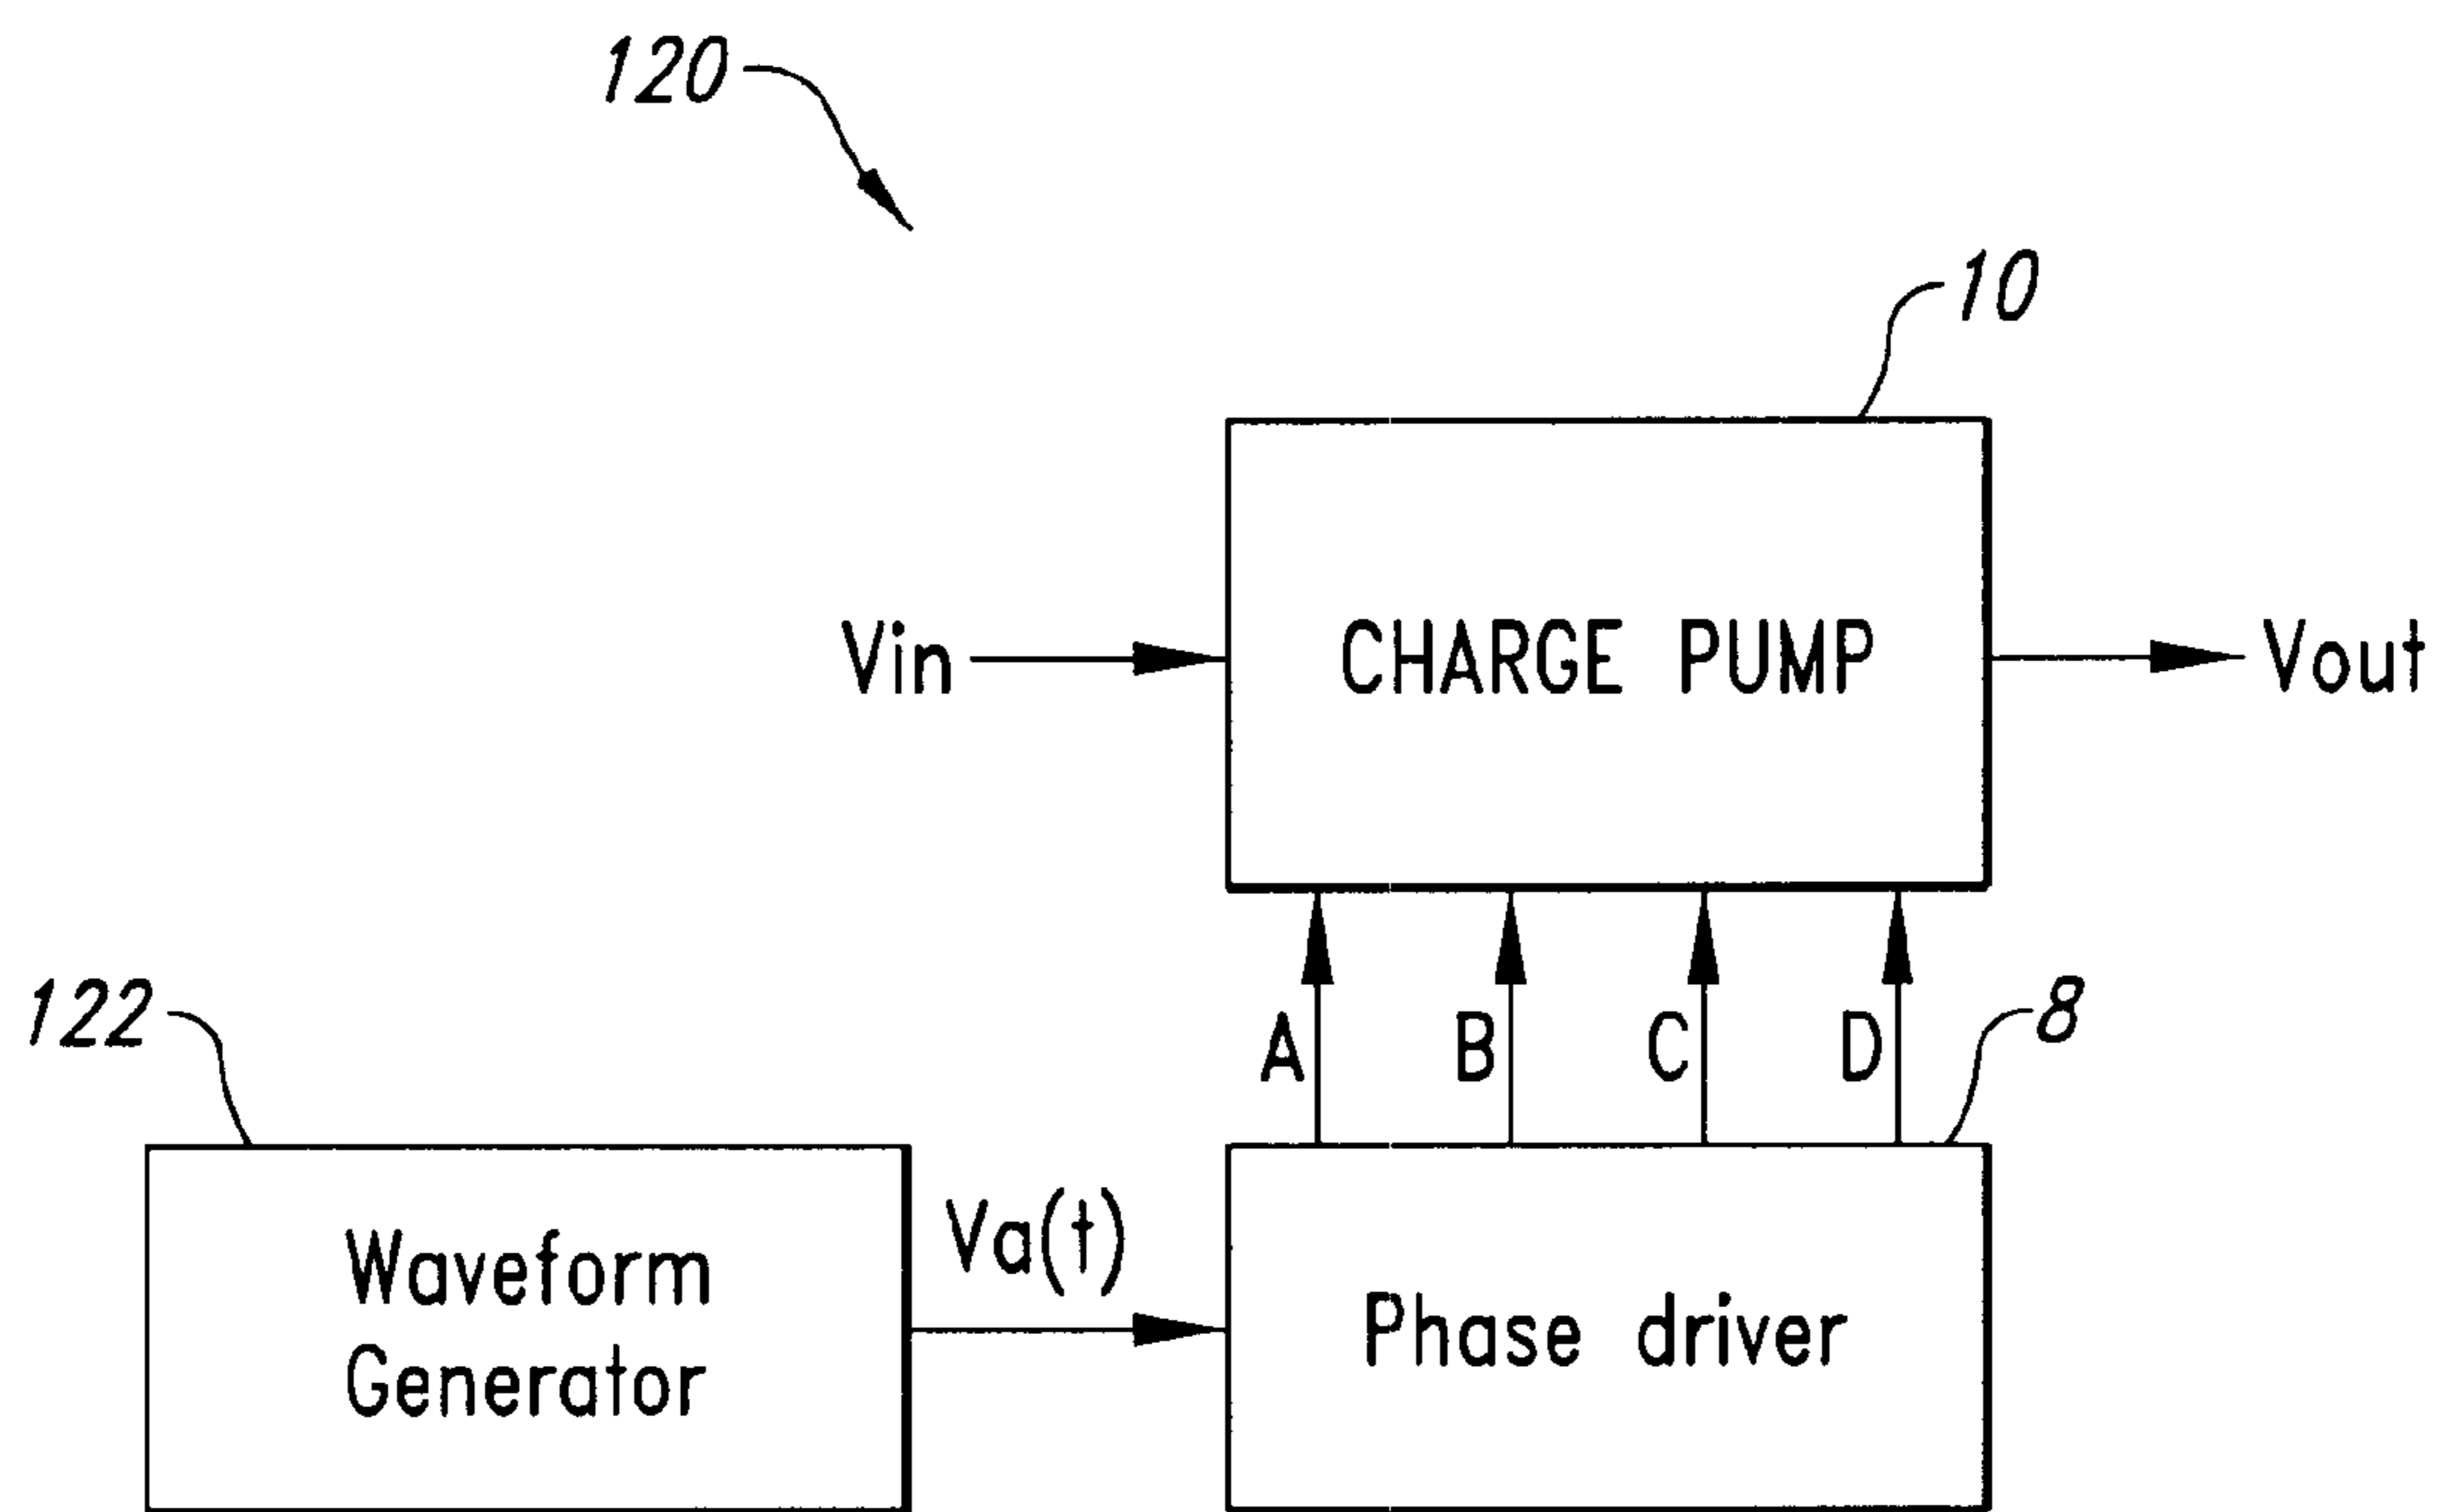 120
10
Vin
CHARGE PUMP
Vout
122
A
B
C
D
8
Va(t)
Waveform
Generator
Phase driver